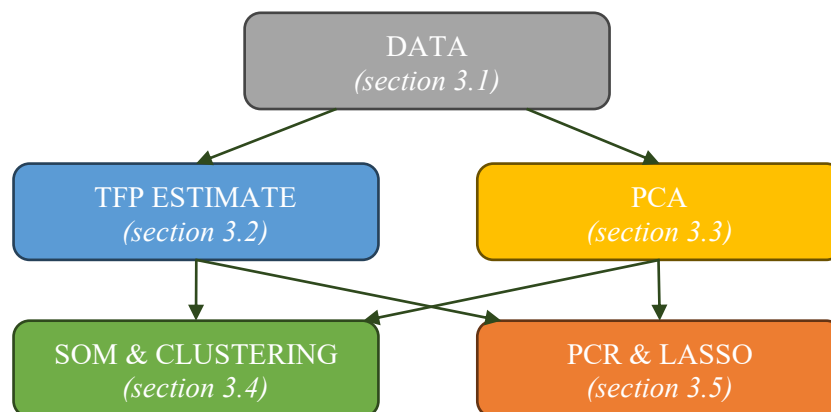 DATA
(section 3.1)
TFP ESTIMATE
(section 3.2)
PCA
(section 3.3)
SOM & CLUSTERING
(section 3.4)
PCR & LASSO
(section 3.5)